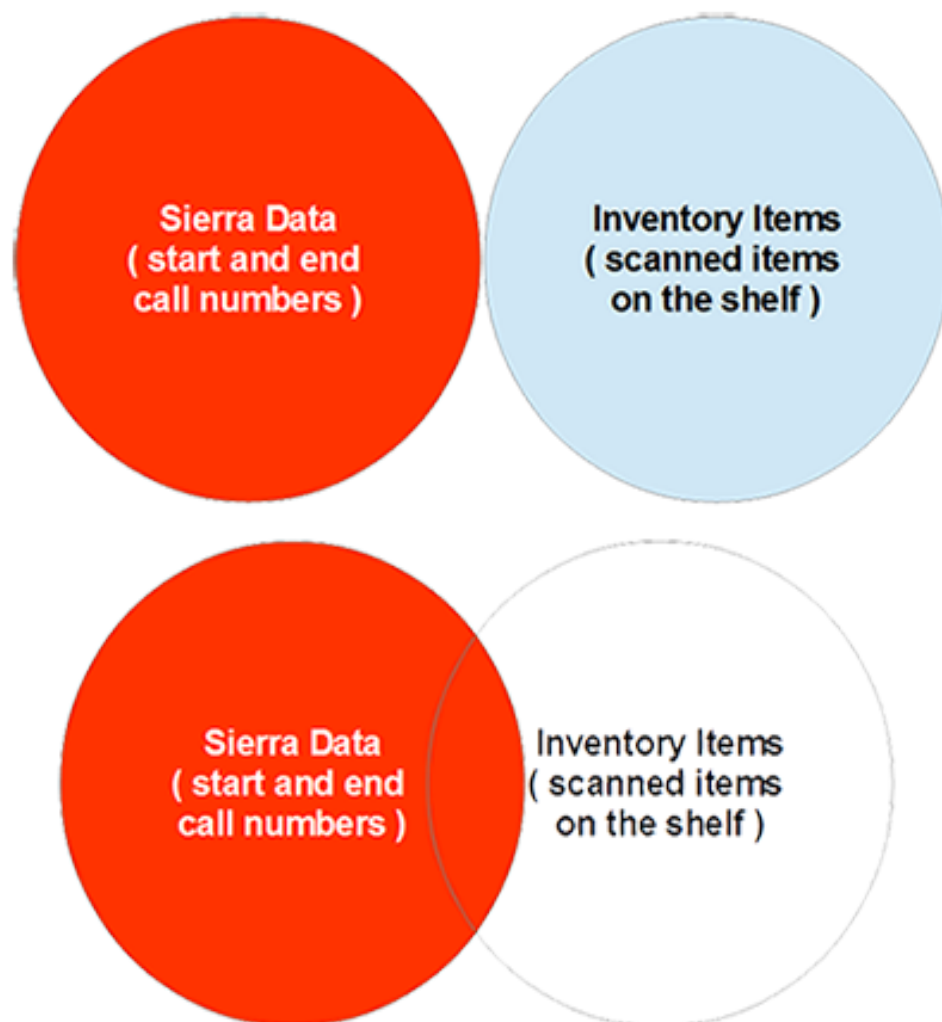 Sierra Data
( start and end
call numbers )
Inventory Items
( scanned items
on the shelf )
Sierra Data
( start and end
call numbers )
Inventory Items
( scanned items
on the shelf )